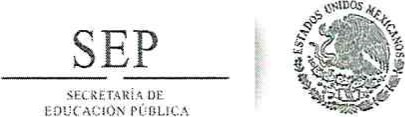 SEP
SECRETARÍA DE
EDUCACIÓN PÚBLICA
ESTADOS UNIDOS MEXICANOS